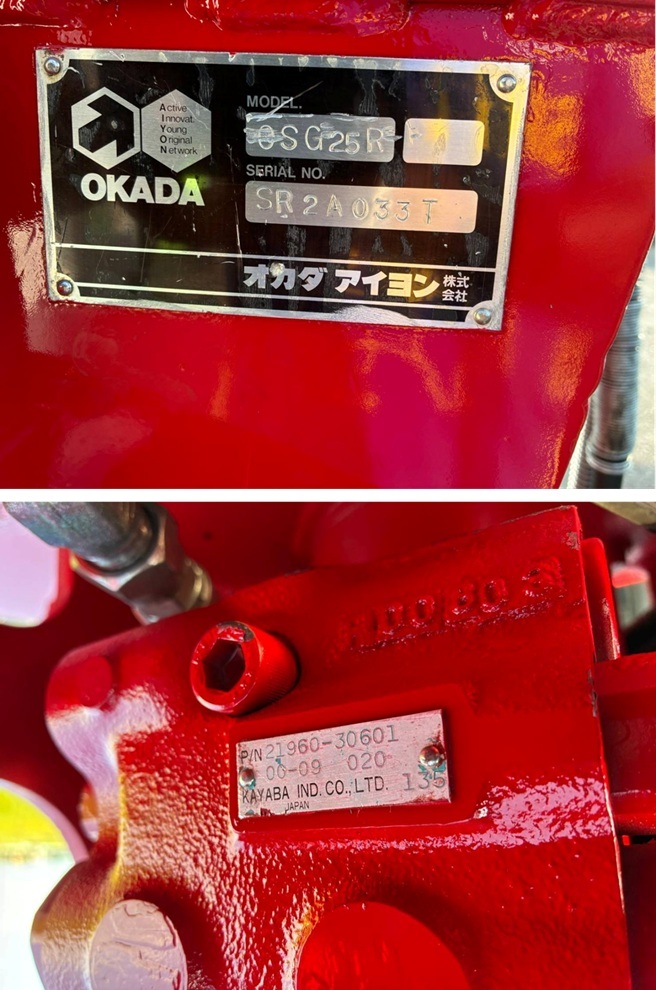 Active
Innovat.
Young
Original
Network
OKADA
MODEL.
OSG25R
SERIAL NO.
SR2A033T
オカダ アイヨン 株式会社
P/N 21960-30601
06-09 020
KAYABA IND. CO., LTD. 135
JAPAN